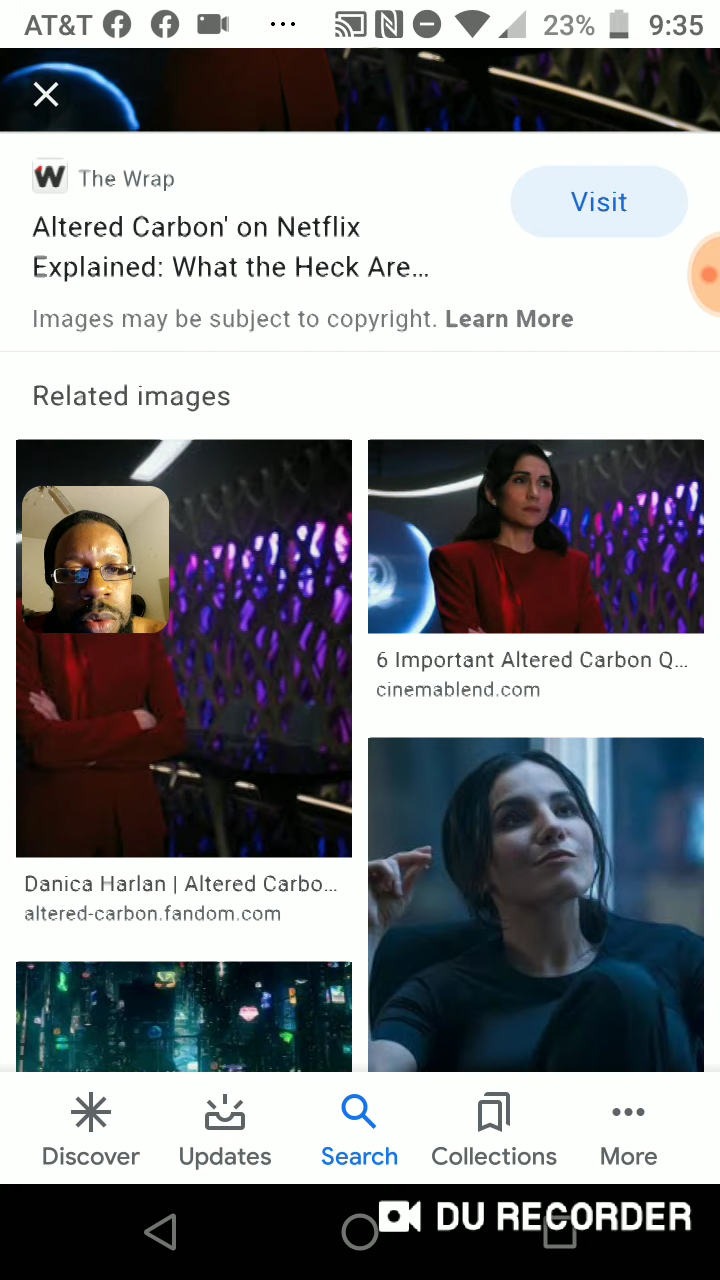 AT&T
23%
9:35
W The Wrap
Visit
Altered Carbon' on Netflix
Explained: What the Heck Are...
Images may be subject to copyright. Learn More
Related images
6 Important Altered Carbon Q...
cinemablend.com
Danica Harlan | Altered Carbo...
altered-carbon.fandom.com
Discover
Updates
Search
Collections
More
DU RECORDER